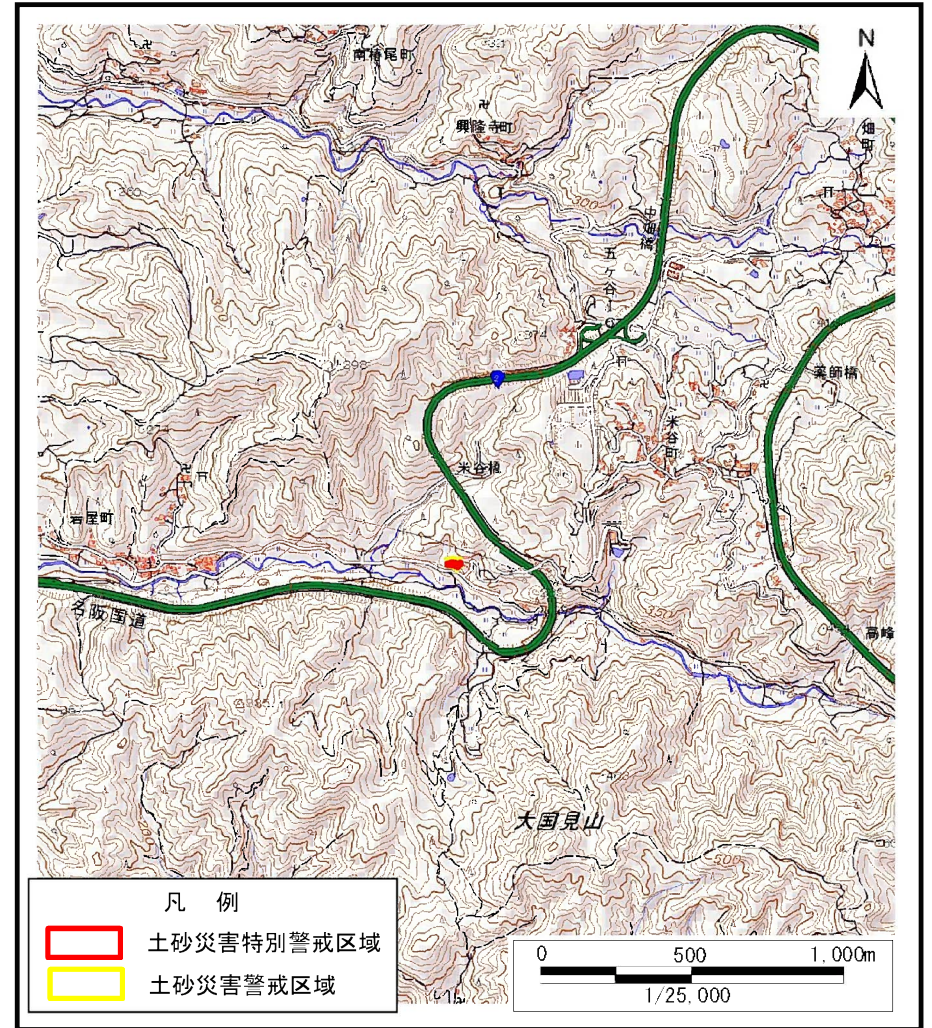 N
南椿尾町
興隆寺町
畑町
中畑橋
五ケ谷I.C
薬師橋
米谷町
米谷橋
岩屋町
名阪国道
高峰
大国見山
500
凡 例
土砂災害特別警戒区域
土砂災害警戒区域
0 500 1,000m
1/25,000